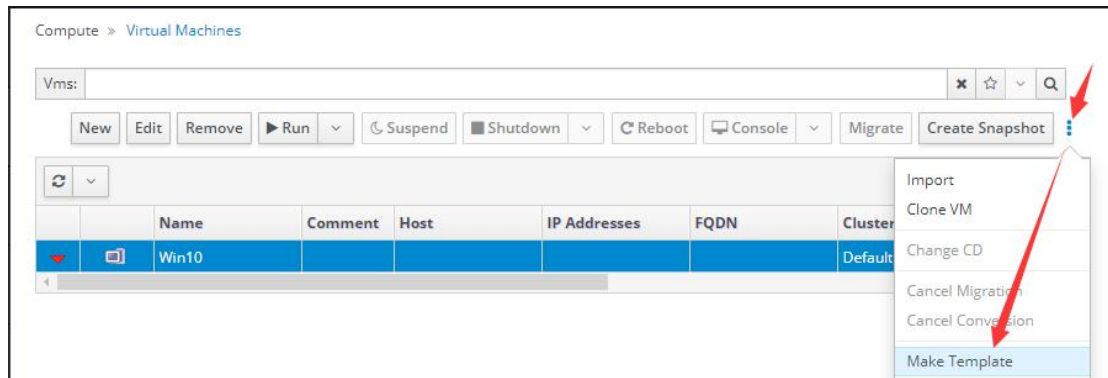 Compute » Virtual Machines
Vms:
New Edit Remove Run Suspend Shutdown Reboot Console Migrate Create Snapshot
Import
Clone VM
Name Comment Host IP Addresses FQDN Cluster
Win10 Default
Change CD
Cancel Migration
Cancel Conversion
Make Template